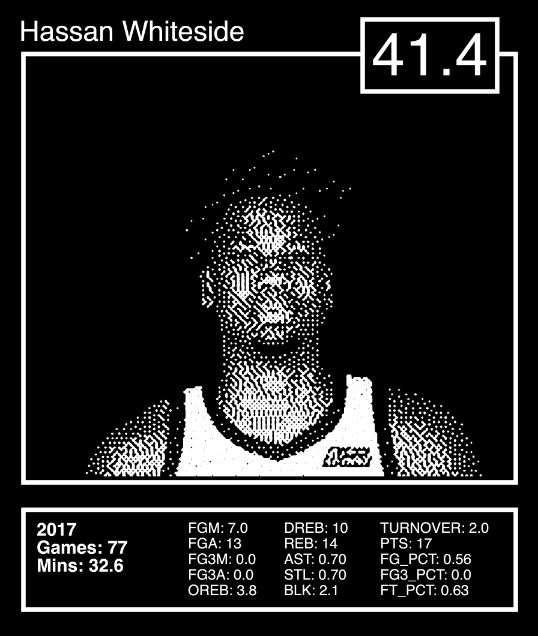 Hassan Whiteside
41.4
2017
Games: 77
Mins: 32.6
FGM: 7.0
FGA: 13
FG3M: 0.0
FG3A: 0.0
OREB: 3.8
DREB: 10
REB: 14
AST: 0.70
STL: 0.70
BLK: 2.1
TURNOVER: 2.0
PTS: 17
FG_PCT: 0.56
FG3_PCT: 0.0
FT_PCT: 0.63